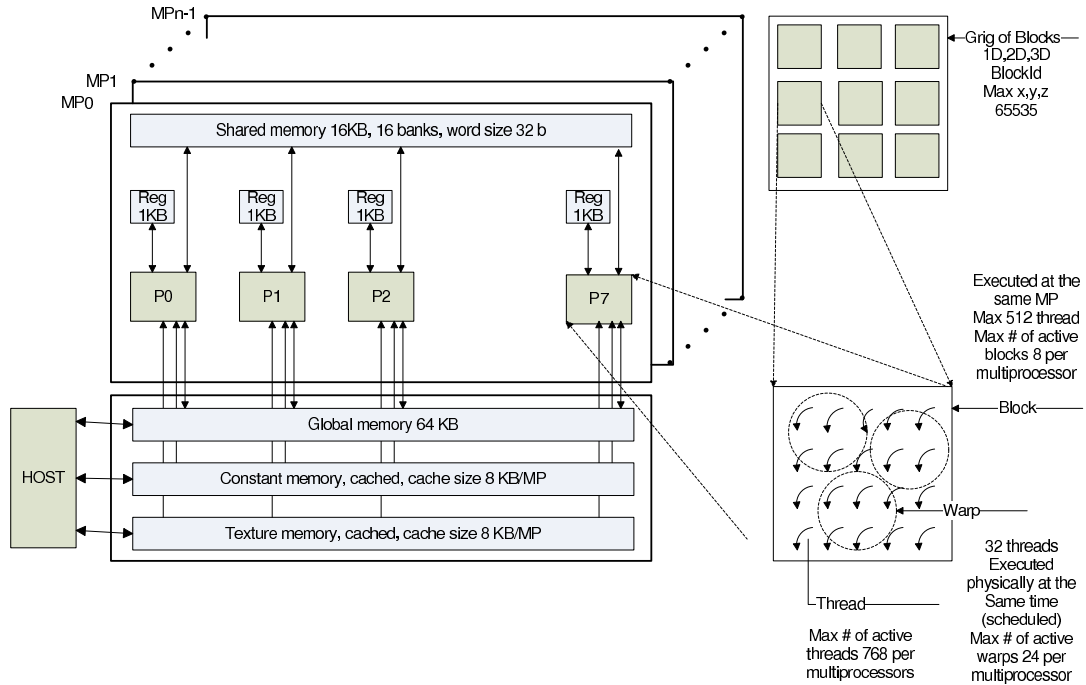 MPn-1
MP1
MP0
Shared memory 16KB, 16 banks, word size 32 b
Reg
1KB
Reg
1KB
Reg
1KB
Reg
1KB
P0
P1
P2
P7
HOST
Global memory 64 KB
Constant memory, cached, cache size 8 KB/MP
Texture memory, cached, cache size 8 KB/MP
Grig of Blocks
1D,2D,3D
BlockId
Max x,y,z
65535
Executed at the
same MP
Max 512 thread
Max # of active
blocks 8 per
multiprocessor
Block
Warp
32 threads
Executed
physically at the
Same time
(scheduled)
Max # of active
warps 24 per
multiprocessor
Thread
Max # of active
threads 768 per
multiprocessors